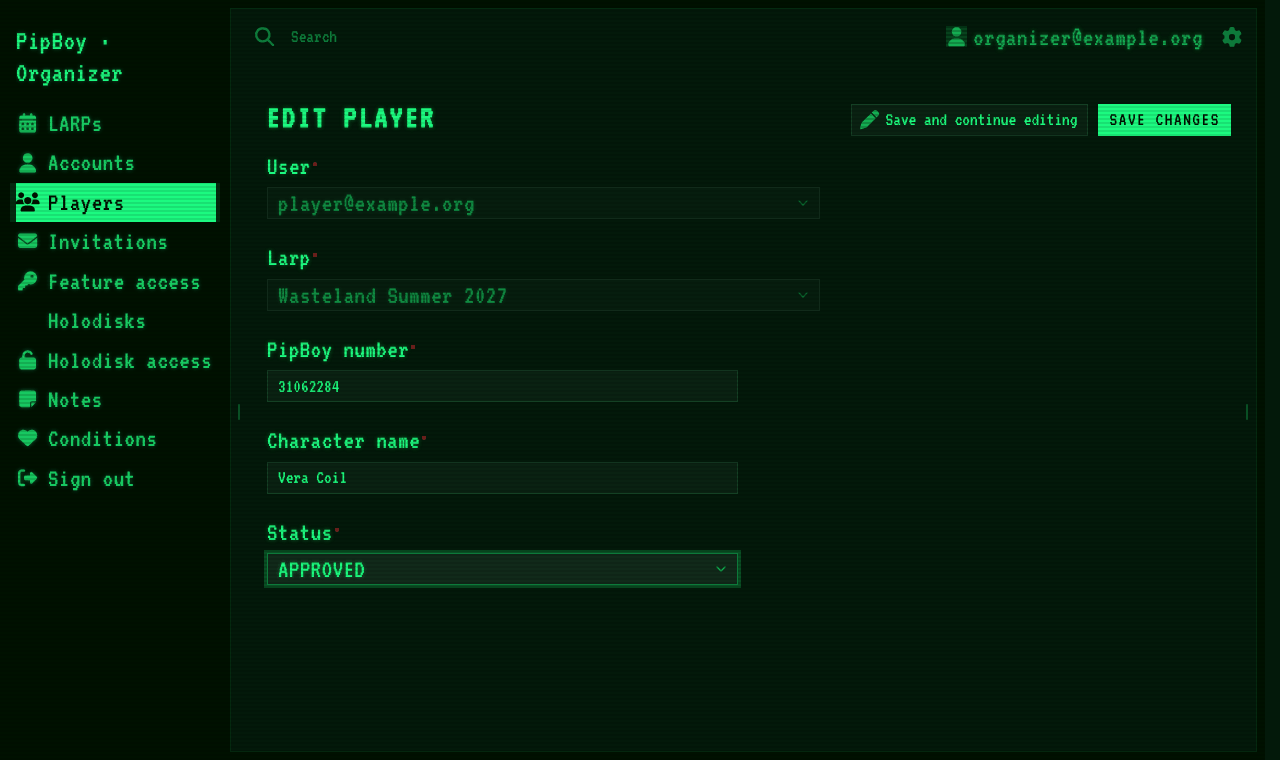 PipBoy ·
Organizer
LARPs
Accounts
Players
Invitations
Feature access
Holodisks
Holodisk access
Notes
Conditions
Sign out
Search
organizer@example.org
EDIT PLAYER
Save and continue editing
SAVE CHANGES
User*
player@example.org
Larp*
Wasteland Summer 2027
PipBoy number*
31062284
Character name*
Vera Coil
Status*
APPROVED